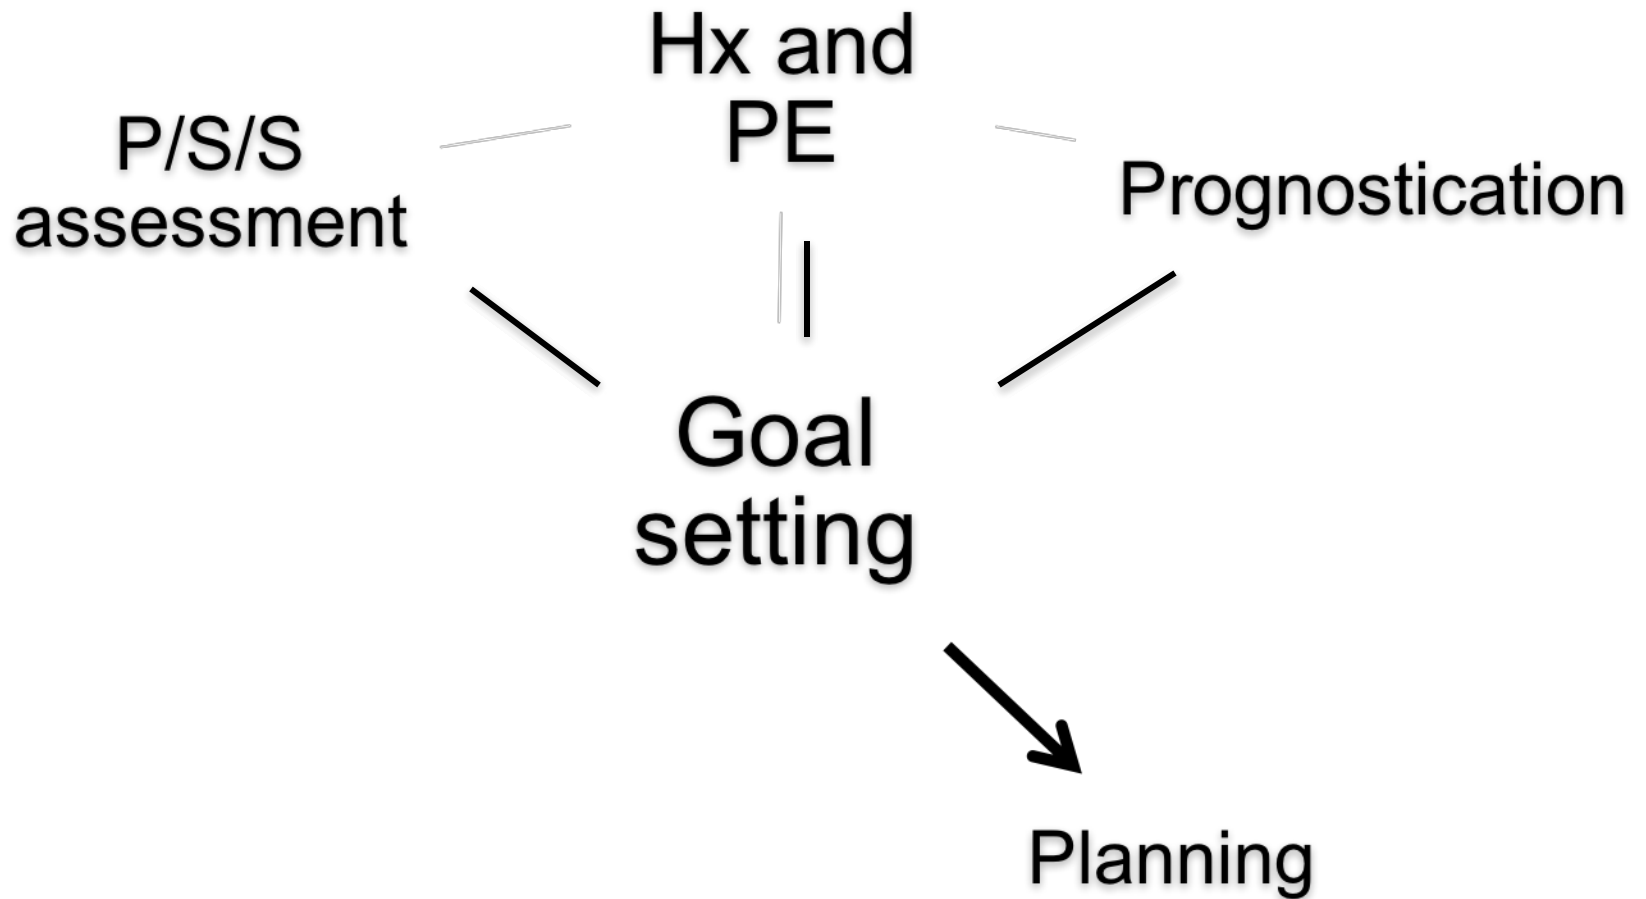 Hx and
PE
P/S/S
assessment
Prognostication
Goal
setting
Planning